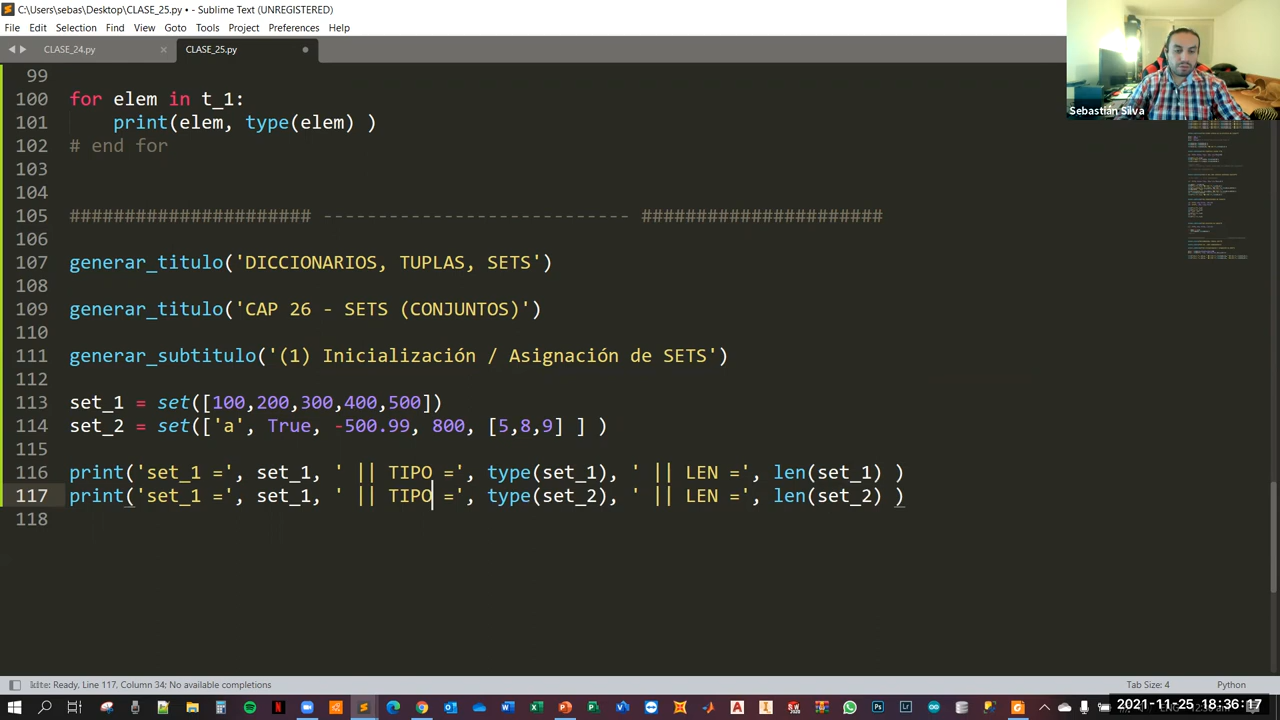 C:\Users\sebas\Desktop\CLASE_25.py • - Sublime Text (UNREGISTERED)
File Edit Selection Find View Goto Tools Project Preferences Help
CLASE_24.py × CLASE_25.py
99
100 for elem in t_1:
101     print(elem, type(elem) )
102 # end for
103
104
105 ###################### ---------------------------- ######################
106
107 generar_titulo('DICCIONARIOS, TUPLAS, SETS')
108
109 generar_titulo('CAP 26 - SETS (CONJUNTOS)')
110
111 generar_subtitulo('(1) Inicialización / Asignación de SETS')
112
113 set_1 = set([100,200,300,400,500])
114 set_2 = set(['a', True, -500.99, 800, [5,8,9] ] )
115
116 print('set_1 =', set_1, ' || TIPO =', type(set_1), ' || LEN =', len(set_1) )
117 print('set_1 =', set_1, ' || TIPO =', type(set_2), ' || LEN =', len(set_2) )
118
Sebastián Silva
kite: Ready, Line 117, Column 34; No available completions
Tab Size: 4
Python
2021-11-25 18:36:17